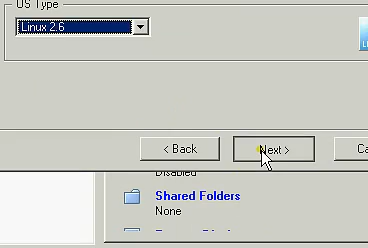 OS Type
Linux 2.6
< Back
Next >
Disabled
Shared Folders
None